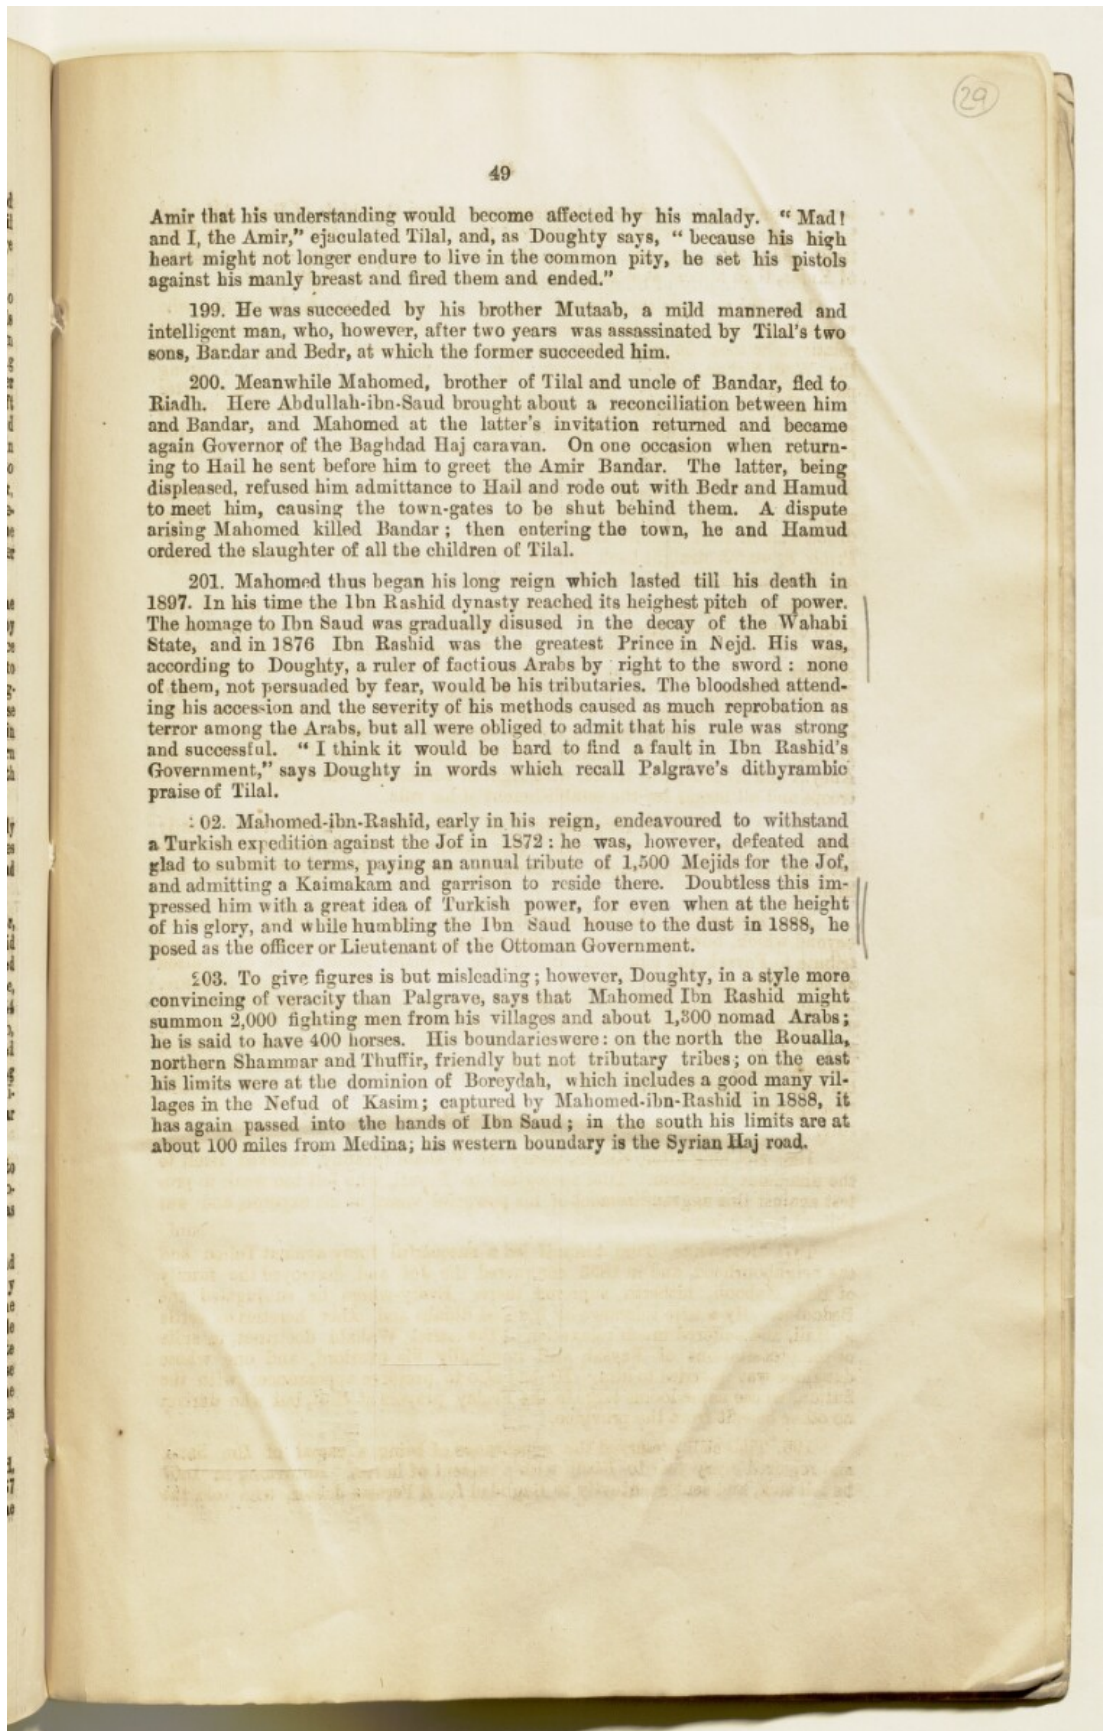 29
49
Amir that his understanding would become affected by his malady. “ Mad!
and I, the Amir,” ejaculated Tilal, and, as Doughty says, “ because his high
heart might not longer endure to live in the common pity, he set his pistols
against his manly breast and fired them and ended.”
199. He was succeeded by his brother Mutaab, a mild mannered and
intelligent man, who, however, after two years was assassinated by Tilal’s two
sons, Bandar and Bedr, at which the former succeeded him.
200. Meanwhile Mahomed, brother of Tilal and uncle of Bandar, fled to
Riadh. Here Abdullah-ibn-Saud brought about a reconciliation between him
and Bandar, and Mahomed at the latter’s invitation returned and became
again Governor of the Baghdad Haj caravan. On one occasion when return-
ing to Hail he sent before him to greet the Amir Bandar. The latter, being
displeased, refused him admittance to Hail and rode out with Bedr and Hamud
to meet him, causing the town-gates to be shut behind them. A dispute
arising Mahomed killed Bandar ; then entering the town, he and Hamud
ordered the slaughter of all the children of Tilal.
201. Mahomed thus began his long reign which lasted till his death in
1897. In his time the Ibn Rashid dynasty reached its heighest pitch of power.
The homage to Ibn Saud was gradually disused in the decay of the Wahabi
State, and in 1876 Ibn Rashid was the greatest Prince in Nejd. His was,
according to Doughty, a ruler of factious Arabs by right to the sword : none
of them, not persuaded by fear, would be his tributaries. The bloodshed attend-
ing his accession and the severity of his methods caused as much reprobation as
terror among the Arabs, but all were obliged to admit that his rule was strong
and successful. “ I think it would be hard to find a fault in Ibn Rashid’s
Government,” says Doughty in words which recall Palgrave’s dithyrambic
praise of Tilal.
202. Mahomed-ibn-Rashid, early in his reign, endeavoured to withstand
a Turkish expedition against the Jof in 1872 : he was, however, defeated and
glad to submit to terms, paying an annual tribute of 1,500 Mejids for the Jof,
and admitting a Kaimakam and garrison to reside there. Doubtless this im-
pressed him with a great idea of Turkish power, for even when at the height
of his glory, and while humbling the Ibn Saud house to the dust in 1888, he
posed as the officer or Lieutenant of the Ottoman Government.
203. To give figures is but misleading ; however, Doughty, in a style more
convincing of veracity than Palgrave, says that Mahomed Ibn Rashid might
summon 2,000 fighting men from his villages and about 1,300 nomad Arabs ;
he is said to have 400 horses. His boundarieswere : on the north the Roualla,
northern Shammar and Thuffir, friendly but not tributary tribes ; on the east
his limits were at the dominion of Boreydah, which includes a good many vil-
lages in the Nefud of Kasim ; captured by Mahomed-ibn-Rashid in 1888, it
has again passed into the hands of Ibn Saud ; in the south his limits are at
about 100 miles from Medina; his western boundary is the Syrian Haj road.